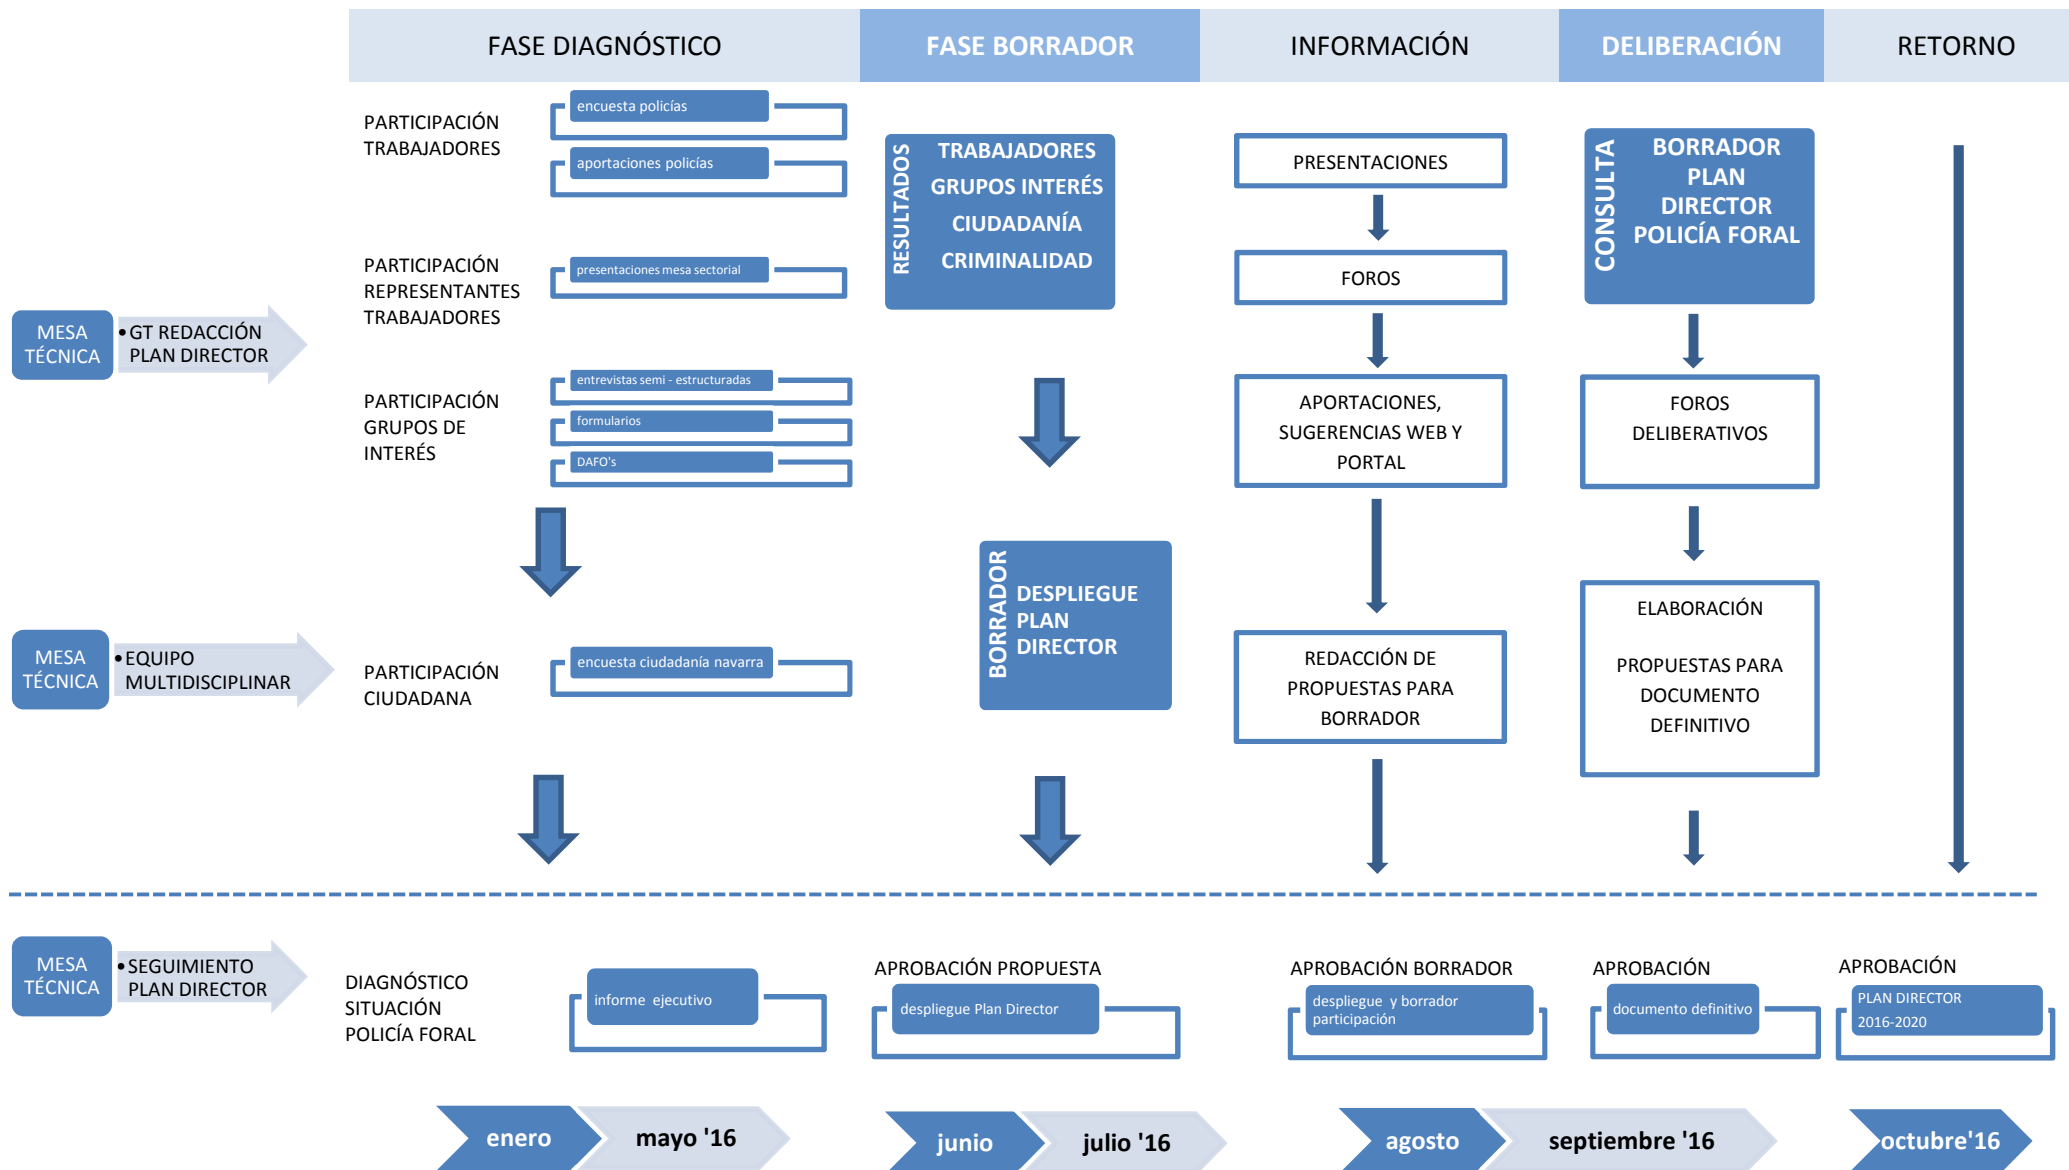 FASE DIAGNÓSTICO
FASE BORRADOR
INFORMACIÓN
DELIBERACIÓN
RETORNO
MESA
TÉCNICA
•GT REDACCIÓN
PLAN DIRECTOR
MESA
TÉCNICA
•EQUIPO
MULTIDISCIPLINAR
PARTICIPACIÓN
TRABAJADORES
encuesta policías
aportaciones policías
PARTICIPACIÓN
REPRESENTANTES
TRABAJADORES
presentaciones mesa sectorial
PARTICIPACIÓN
GRUPOS DE
INTERÉS
entrevistas semi - estructuradas
formularios
DAFO's
PARTICIPACIÓN
CIUDADANA
encuesta ciudadanía navarra
RESULTADOS
TRABAJADORES
GRUPOS INTERÉS
CIUDADANÍA
CRIMINALIDAD
BORRADOR
DESPLIEGUE
PLAN
DIRECTOR
PRESENTACIONES
FOROS
APORTACIONES,
SUGERENCIAS WEB Y
PORTAL
REDACCIÓN DE
PROPUESTAS PARA
BORRADOR
CONSULTA
BORRADOR
PLAN
DIRECTOR
POLICÍA FORAL
FOROS
DELIBERATIVOS
ELABORACIÓN
PROPUESTAS PARA
DOCUMENTO
DEFINITIVO
MESA
TÉCNICA
•SEGUIMIENTO
PLAN DIRECTOR
DIAGNÓSTICO
SITUACIÓN
POLICÍA FORAL
informe ejecutivo
APROBACIÓN PROPUESTA
despliegue Plan Director
APROBACIÓN BORRADOR
despliegue y borrador
participación
APROBACIÓN
documento definitivo
APROBACIÓN
PLAN DIRECTOR
2016-2020
enero
mayo '16
junio
julio '16
agosto
septiembre '16
octubre'16